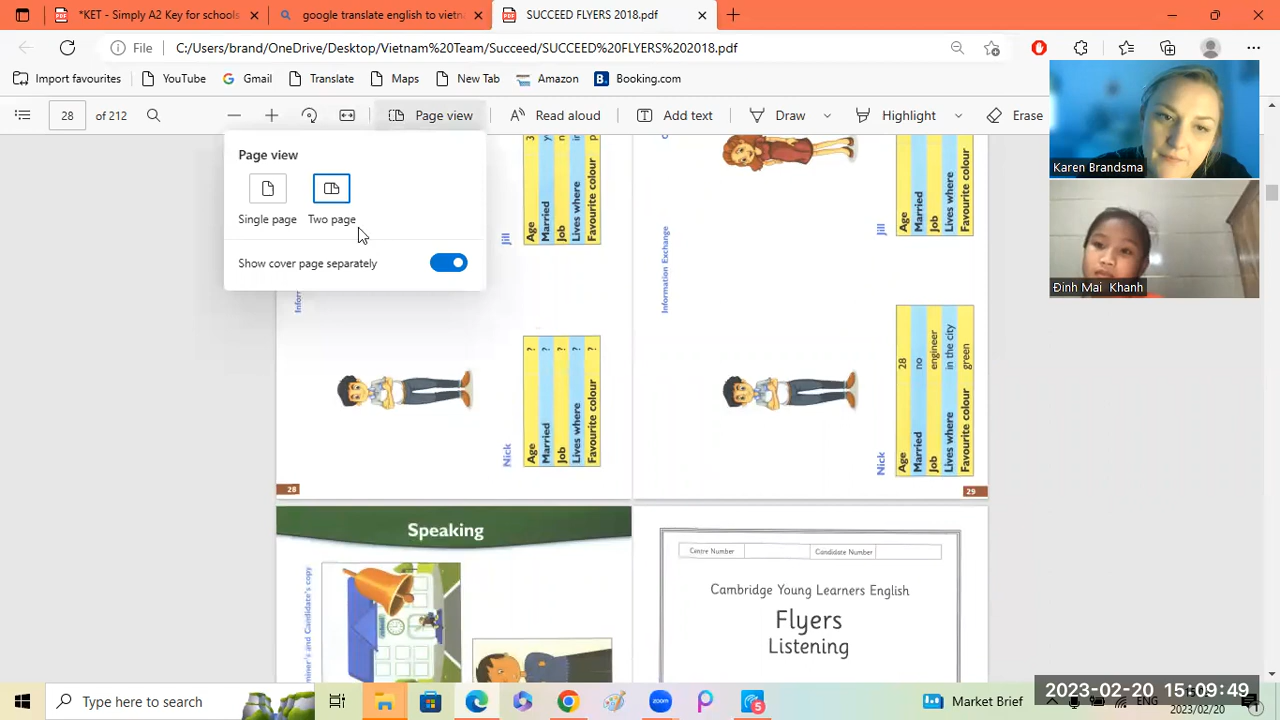 "KET - Simply A2 Key for schools
google translate english to vietn
SUCCEED FLYERS 2018.pdf
File
C:/Users/brand/OneDrive/Desktop/Vietnam%20Team/Succeed/SUCCEED%20FLYERS%202018.pdf
Import favourites
YouTube
Gmail
Translate
Maps
New Tab
Amazon
Booking.com
28 of 212
Page view
Read aloud
Add text
Draw
Highlight
Erase
Page view
Single page
Two page
Show cover page separately
Karen Brandsma
Đinh Mai Khanh
Jill
Age
Married
Job
Lives where
Favourite colour
Nick
Age ?
Married ?
Job ?
Lives where ?
Favourite colour ?
28
Information Exchange
Jill
Age
Married
Job
Lives where
Favourite colour
Nick
Age 28
Married no
Job engineer
Lives where in the city
Favourite colour green
29
Speaking
Candidate's copy
Centre Number
Candidate Number
Cambridge Young Learners English
Flyers
Listening
Type here to search
zoom
5
Market Brief
ENG
2023-02-20 15:09:49
2023/02/20